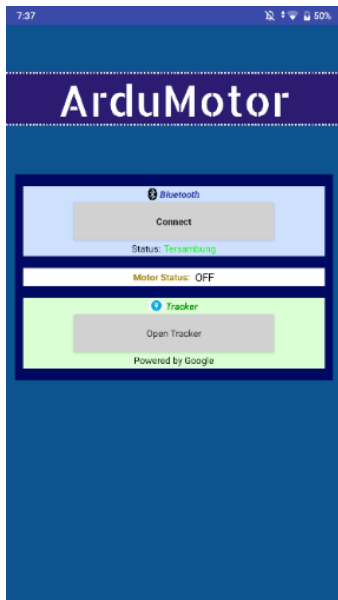 7:37 50%
ArduMotor
Bluetooth
Connect
Status: Tersambung
Motor Status: OFF
Tracker
Open Tracker
Powered by Google